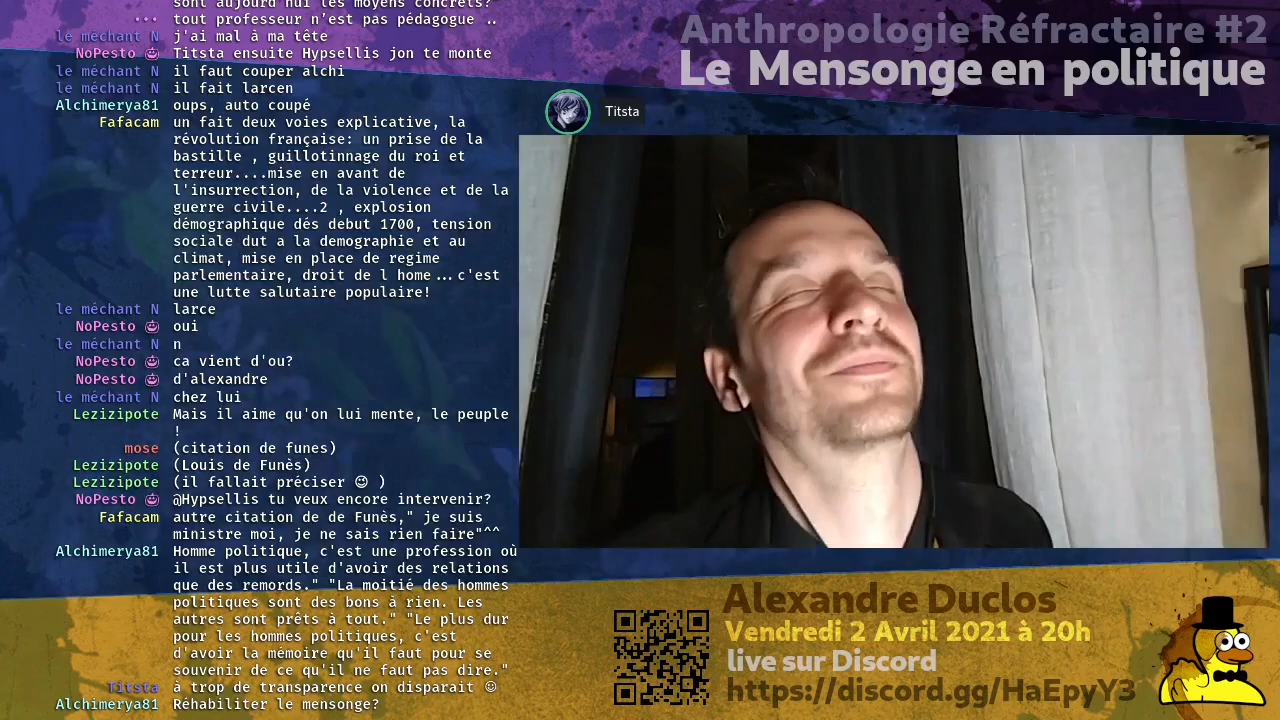 sont aujourd'hui les moyens concrets?
... tout professeur n'est pas pédagogue ..
le méchant N j'ai mal à ma tête
NoPesto 🎃 Titsta ensuite Hypsellis jon te monte
le méchant N il faut couper alchi
le méchant N il fait larcen
Alchimerya81 oups, auto coupé
Fafacam un fait deux voies explicative, la
révolution française: un prise de la
bastille , guillotinnage du roi et
terreur....mise en avant de
l'insurrection, de la violence et de la
guerre civile....2 , explosion
démographique dés debut 1700, tension
sociale dut a la demographie et au
climat, mise en place de regime
parlementaire, droit de l home...c'est
une lutte salutaire populaire!
le méchant N larce
NoPesto 🎃 oui
le méchant N n
NoPesto 🎃 ca vient d'ou?
NoPesto 🎃 d'alexandre
le méchant N chez lui
Lezizipote Mais il aime qu'on lui mente, le peuple
!
mose (citation de funes)
Lezizipote (Louis de Funès)
Lezizipote (il fallait préciser 😉 )
NoPesto 🎃 @Hypsellis tu veux encore intervenir?
Fafacam autre citation de de Funès," je suis
ministre moi, je ne sais rien faire"^^
Alchimerya81 Homme politique, c'est une profession où
il est plus utile d'avoir des relations
que des remords." "La moitié des hommes
politiques sont des bons à rien. Les
autres sont prêts à tout." "Le plus dur
pour les hommes politiques, c'est
d'avoir la mémoire qu'il faut pour se
souvenir de ce qu'il ne faut pas dire."
Titsta à trop de transparence on disparait ☺
Alchimerya81 Réhabiliter le mensonge?
Anthropologie Réfractaire #2
Le Mensonge en politique
Titsta
Alexandre Duclos
Vendredi 2 Avril 2021 à 20h
live sur Discord
https://discord.gg/HaEpyY3